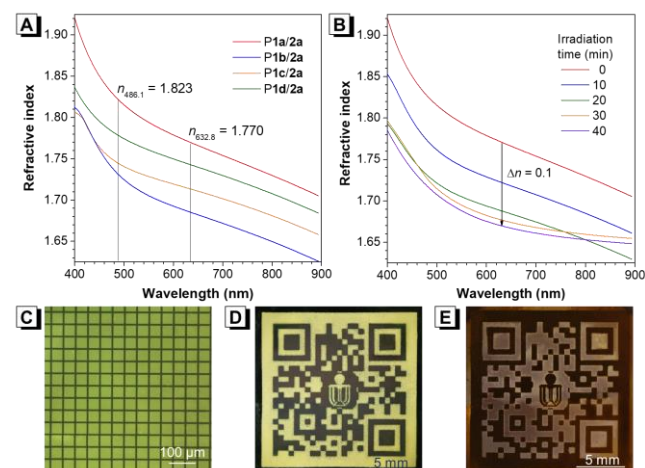 A
1.90
1.85
1.80
1.75
1.70
1.65
Refractive index
n486.1 = 1.823
n632.8 = 1.770
P1a/2a
P1b/2a
P1c/2a
P1d/2a
400 500 600 700 800 900
Wavelength (nm)
B
1.90
1.85
1.80
1.75
1.70
1.65
Refractive index
Irradiation
time (min)
0
10
20
30
40
Δn = 0.1
400 500 600 700 800 900
Wavelength (nm)
C
100 μm
D
5 mm
E
5 mm